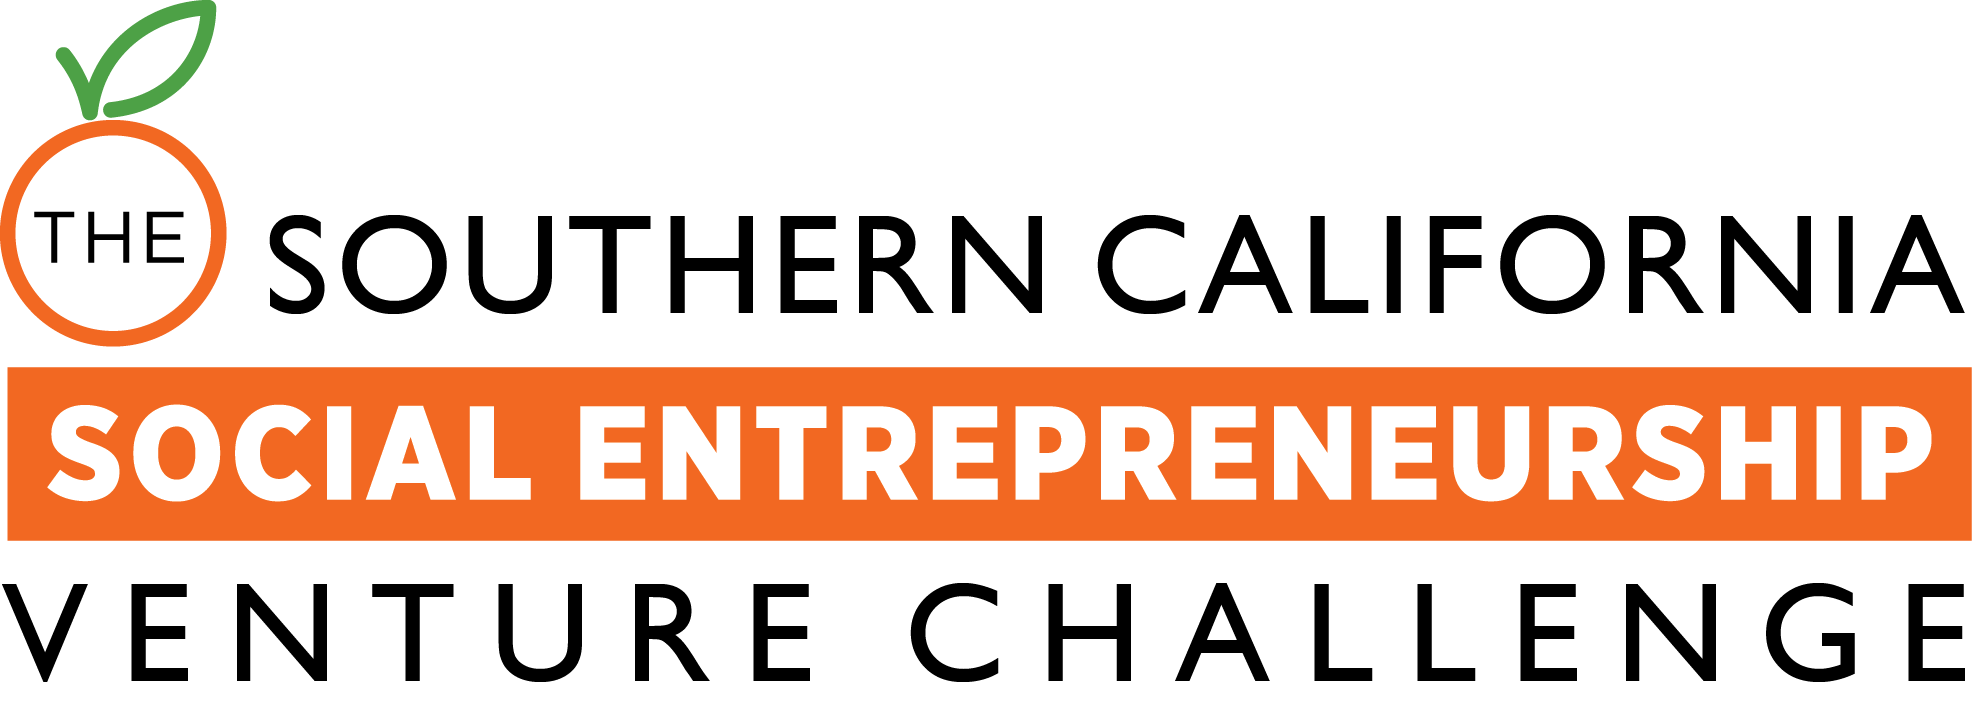 THE SOUTHERN CALIFORNIA
SOCIAL ENTREPRENEURSHIP
VENTURE CHALLENGE